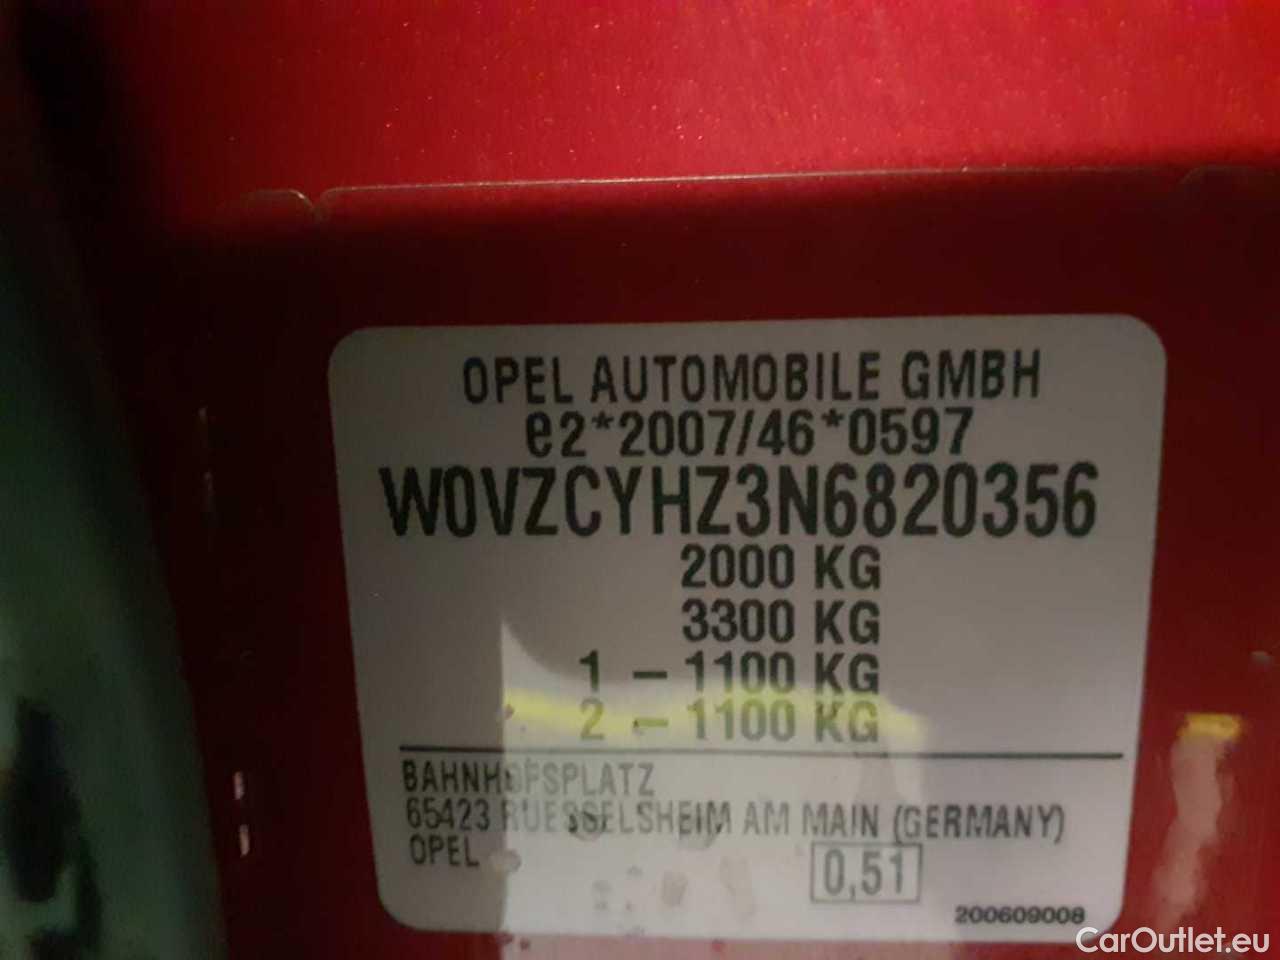 OPEL AUTOMOBILE GMBH
e2*2007/46*0597
W0VZCYHZ3N6820356
2000 KG
3300 KG
1 – 1100 KG
2 – 1100 KG
BAHNHOFSPLATZ
65423 RUESSELSHEIM AM MAIN (GERMANY)
OPEL
0,51
200609008
CarOutlet.eu